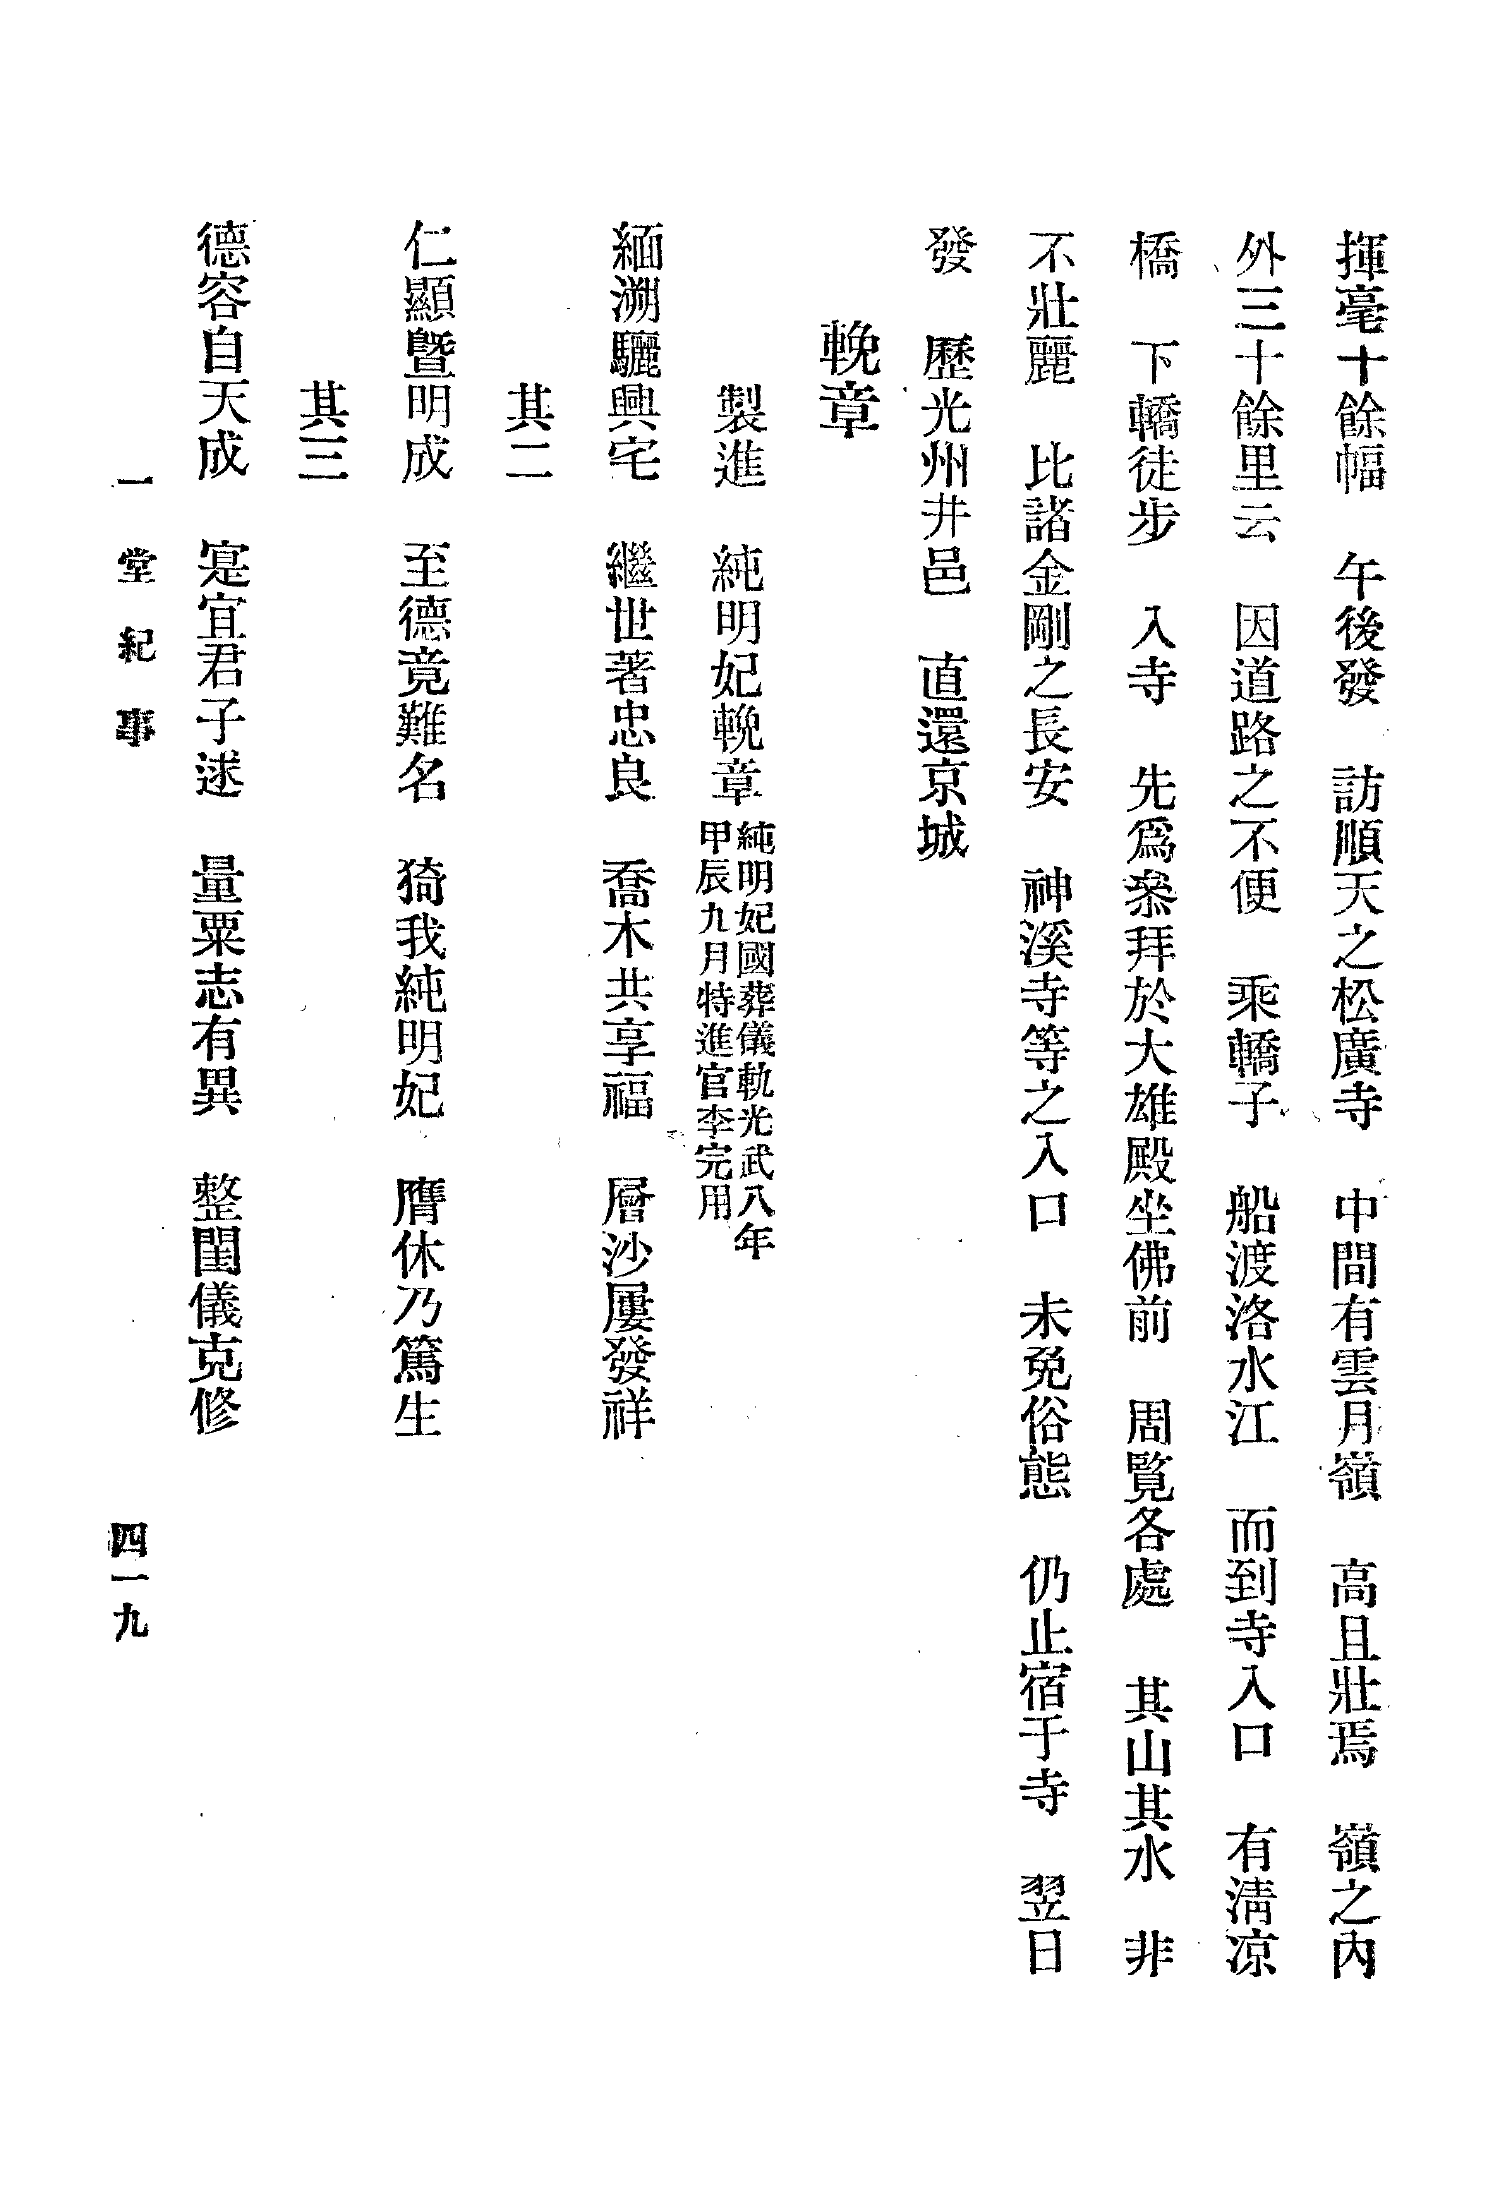 揮毫十餘幅　午後發　訪順天之松廣寺　中間有雲月嶺　高且壯焉　嶺之內
外三十餘里云　因道路之不便　乘轎子　船渡洛水江　而到寺入口　有淸凉
橋　下轎徒步　入寺　先爲叅拜於大雄殿坐佛前　周覧各處　其山其水　非
不壯麗　比諸金剛之長安　神溪寺等之入口　未免俗態　仍止宿于寺　翌日
發　歷光州井邑　直還京城
輓章
製進　純明妃輓章 純明妃國葬儀軌光武八年
甲辰九月特進官李完用
緬溯驪興宅　繼世著忠良　喬木共享福　層沙屢發祥
其二
仁顯曁明成　至德竟難名　猗我純明妃　膺休乃篤生
其三
德容自天成　寔宜君子逑　量粟志有異　整閨儀克修
一堂紀事
四一九